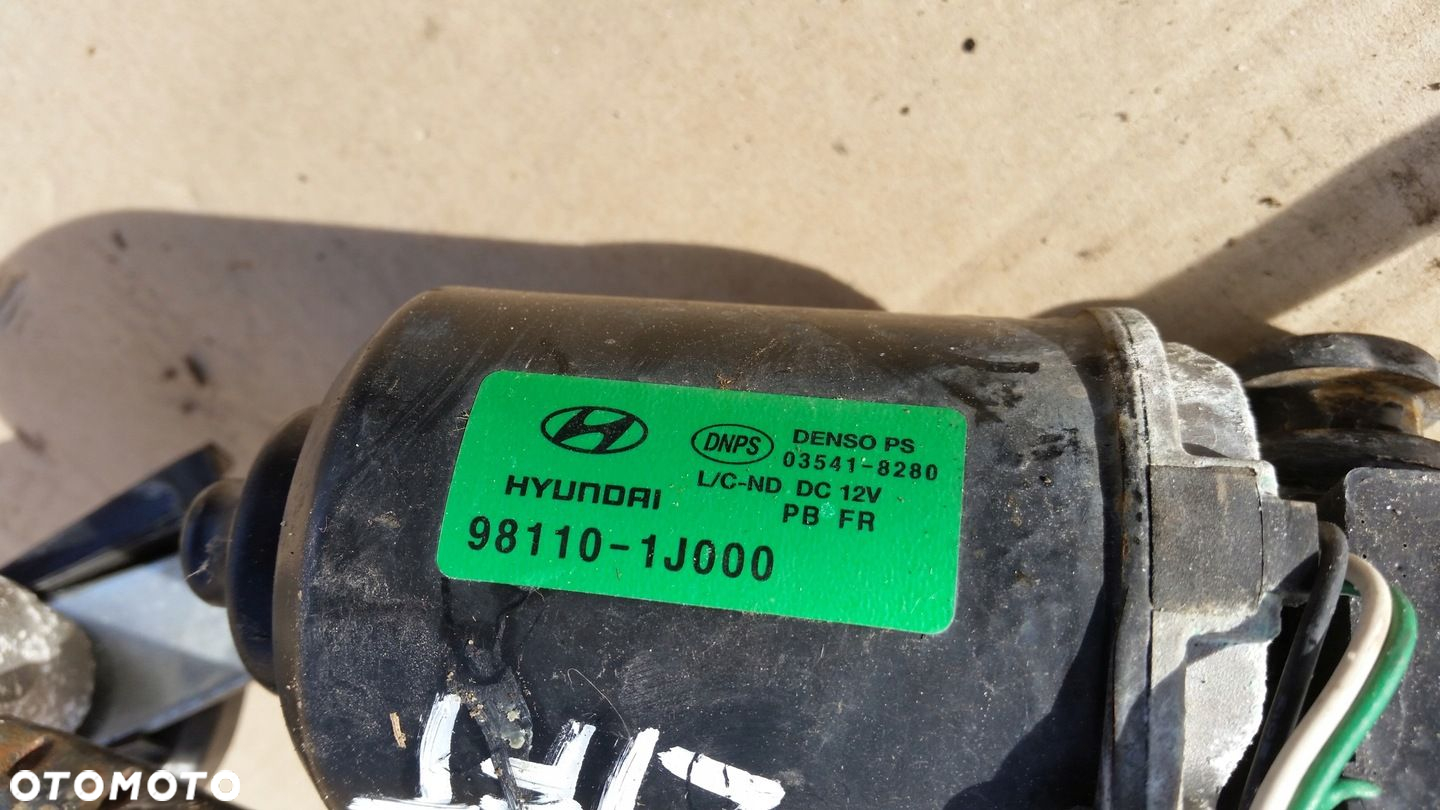 HYUNDAI
98110-1J000
DNPS
DENSO PS
03541-8280
L/C-ND DC 12V
PB FR
OTOMOTO